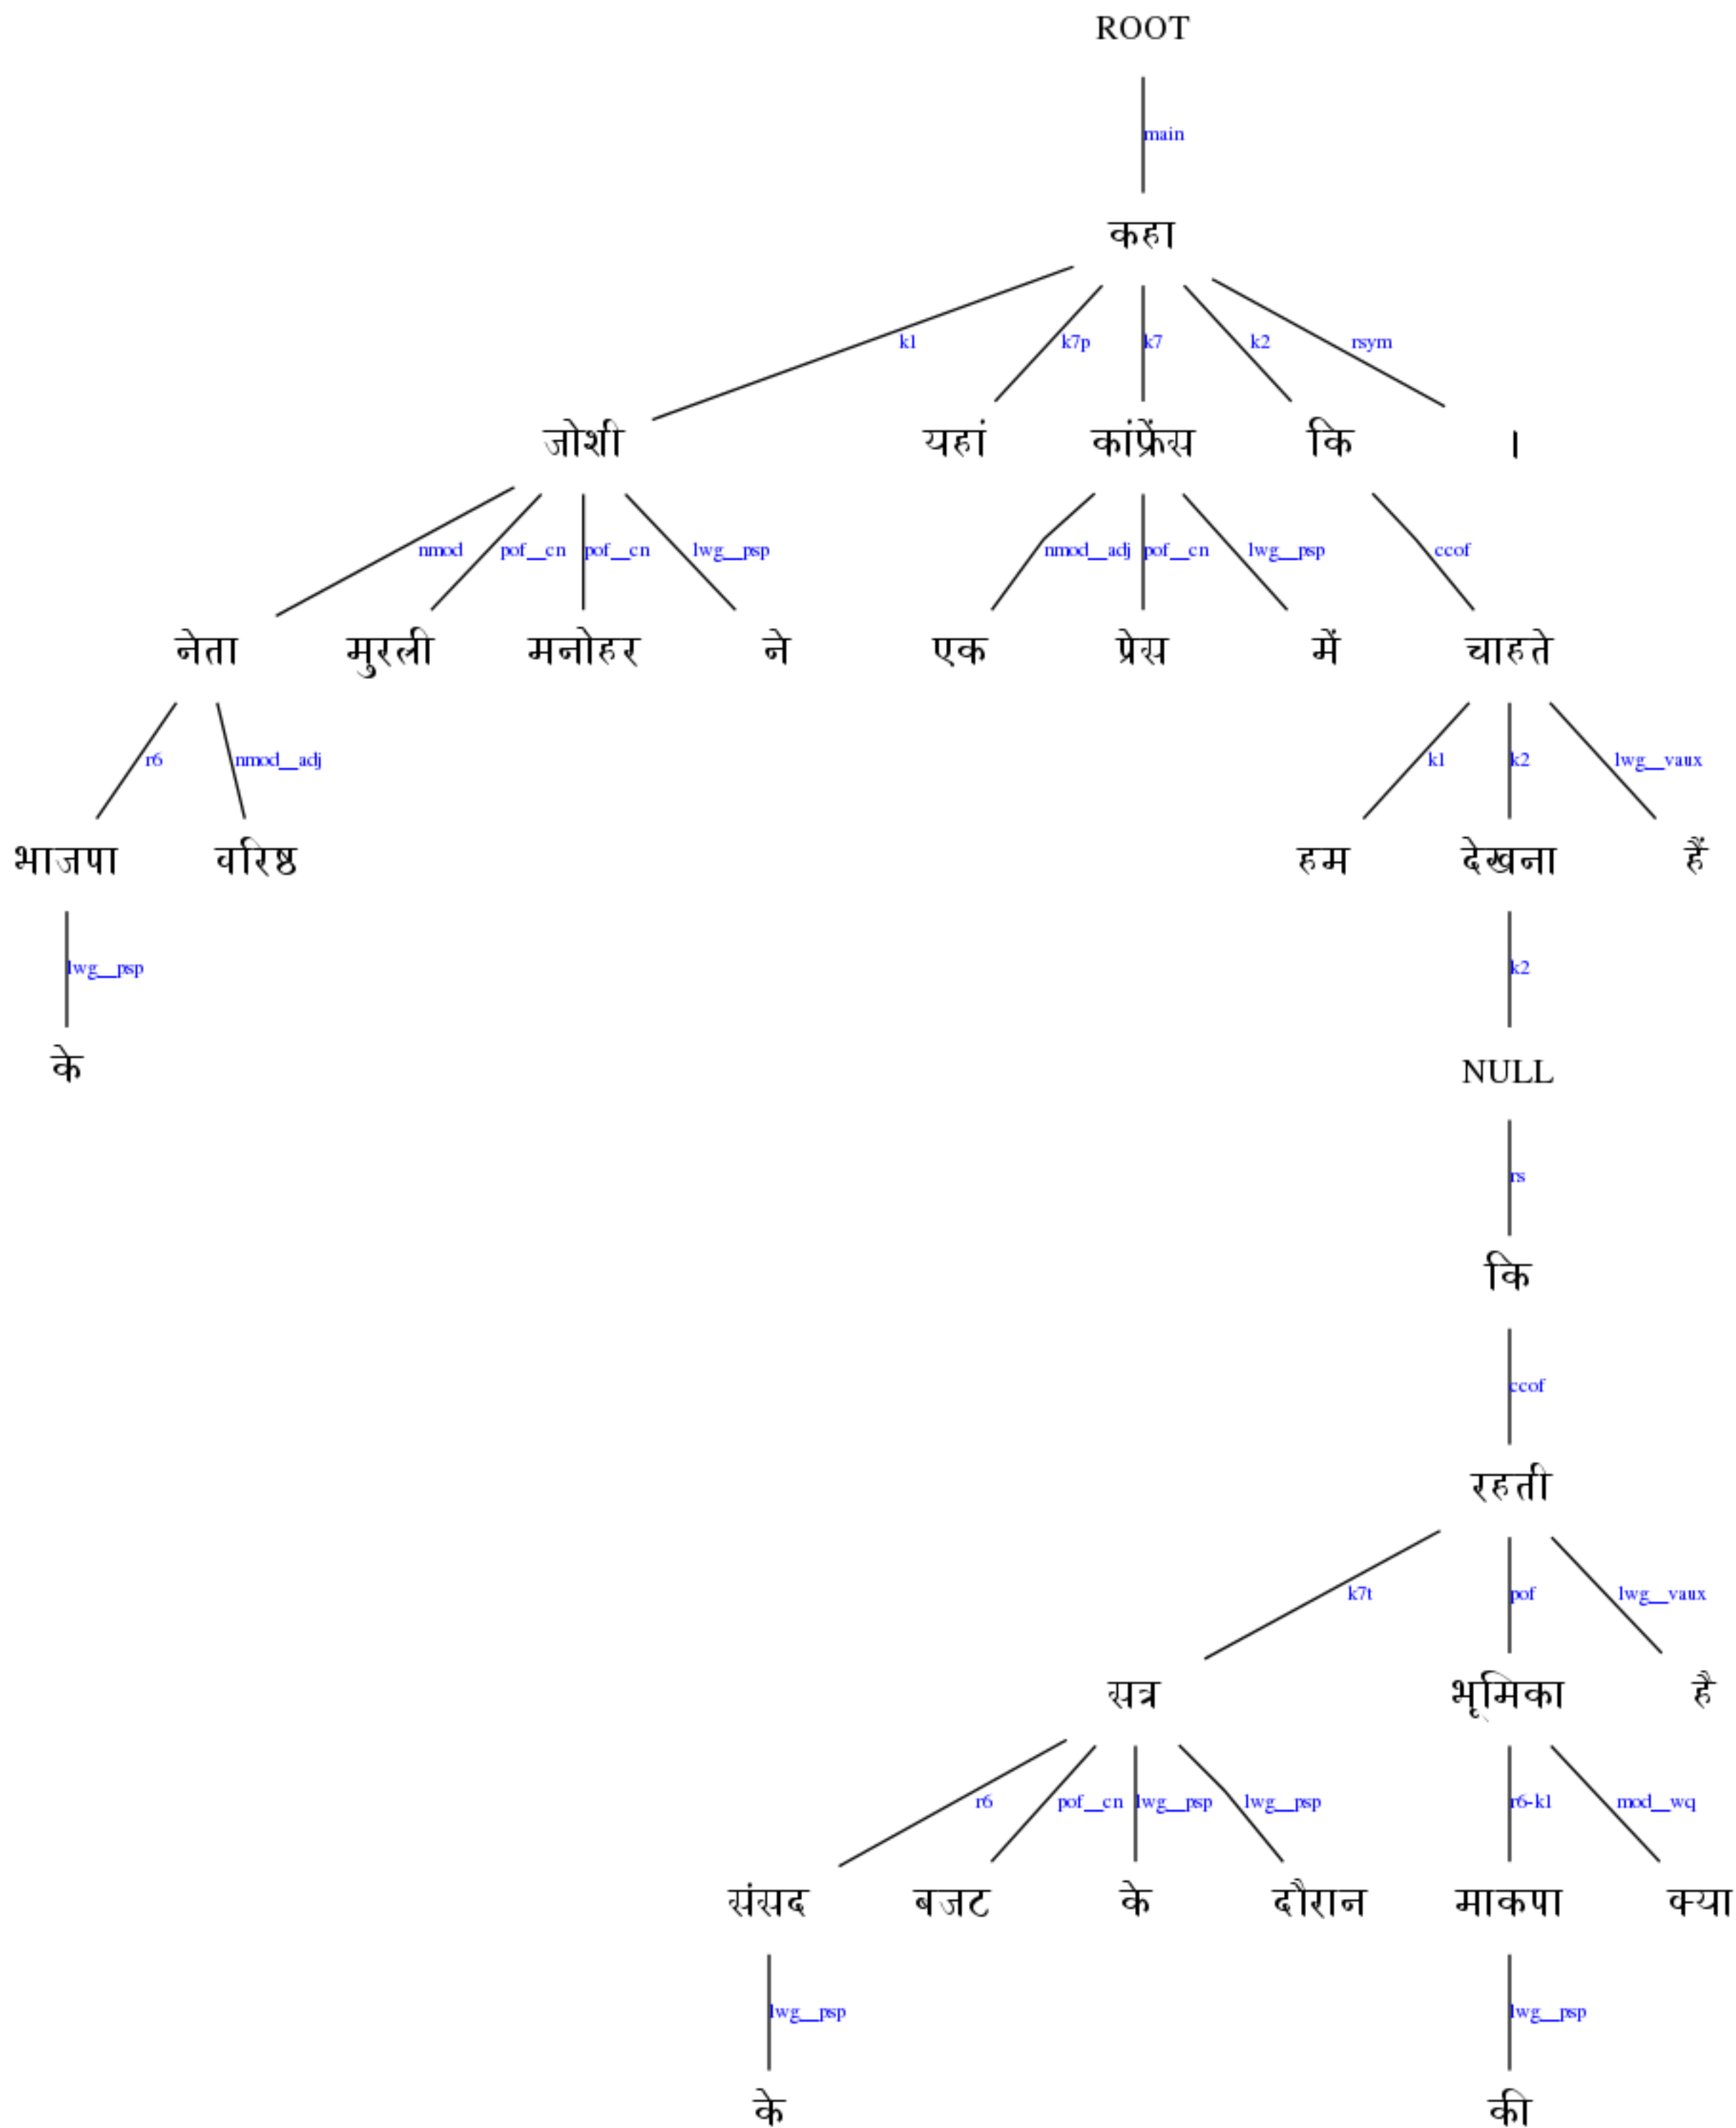 ROOT
main
कहा
k1 k7p k7 k2 rsym
जोशी यहां कांफ्रेंस कि ।
nmod pof__cn pof__cn lwg__psp nmod__adj pof__cn lwg__psp ccof
नेता मुरली मनोहर ने एक प्रेस में चाहते
r6 nmod__adj k1 k2 lwg__vaux
भाजपा वरिष्ठ हम देखना हैं
lwg__psp k2
के NULL
rs
कि
ccof
रहती
k7t pof lwg__vaux
सत्र भूमिका है
r6 pof__cn lwg__psp lwg__psp r6-k1 mod__wq
संसद बजट के दौरान माकपा क्या
lwg__psp lwg__psp
के की